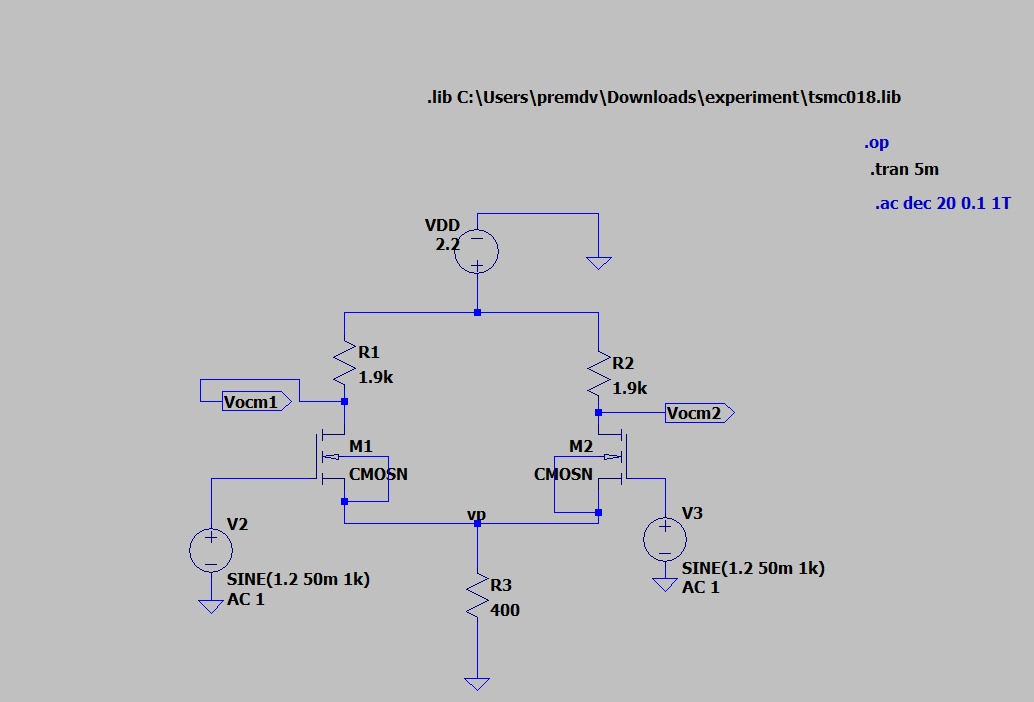 .lib C:\Users\premdv\Downloads\experiment\tsmc018.lib
.op
.tran 5m
.ac dec 20 0.1 1T
VDD
2.2
R1
1.9k
R2
1.9k
Vocm1
Vocm2
M1
CMOSN
M2
CMOSN
vp
V2
SINE(1.2 50m 1k)
AC 1
V3
SINE(1.2 50m 1k)
AC 1
R3
400